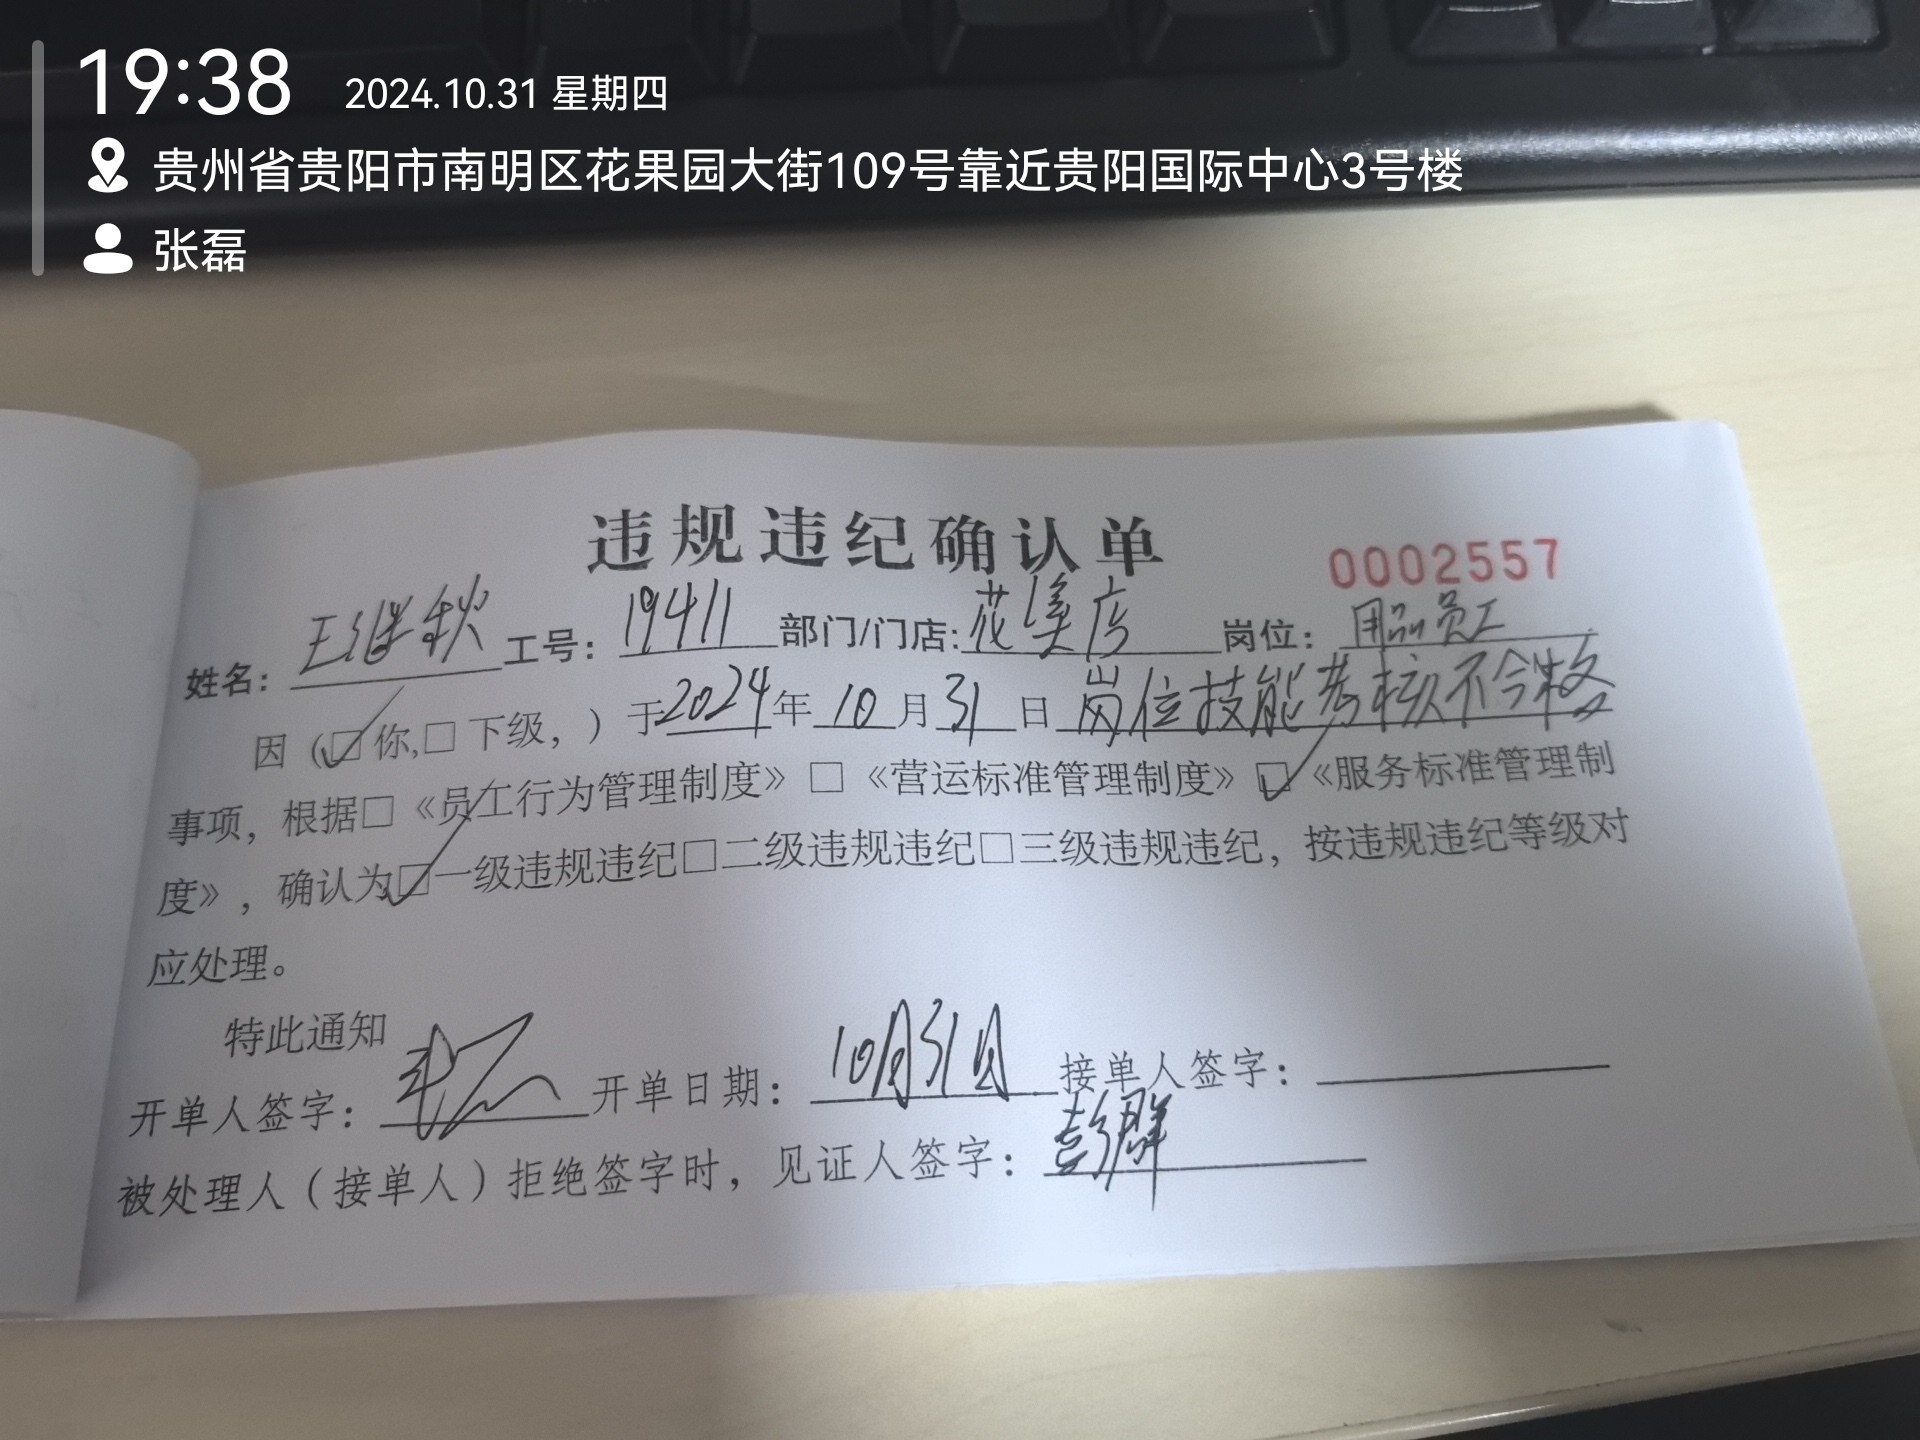 19:38 2024.10.31 星期四
贵州省贵阳市南明区花果园大街109号靠近贵阳国际中心3号楼
张磊
违规违纪确认单
0002557
姓名：王继秋 工号：19411 部门/门店:花集店 岗位：用品员工
因（☑你,□下级，）于2024年10月31日岗位技能考核不合格
事项，根据□《员工行为管理制度》□《营运标准管理制度》☑《服务标准管理制
度》，确认为☑一级违规违纪□二级违规违纪□三级违规违纪，按违规违纪等级对
应处理。
特此通知
开单人签字： 开单日期：10月31日 接单人签字：
被处理人（接单人）拒绝签字时，见证人签字：彭群